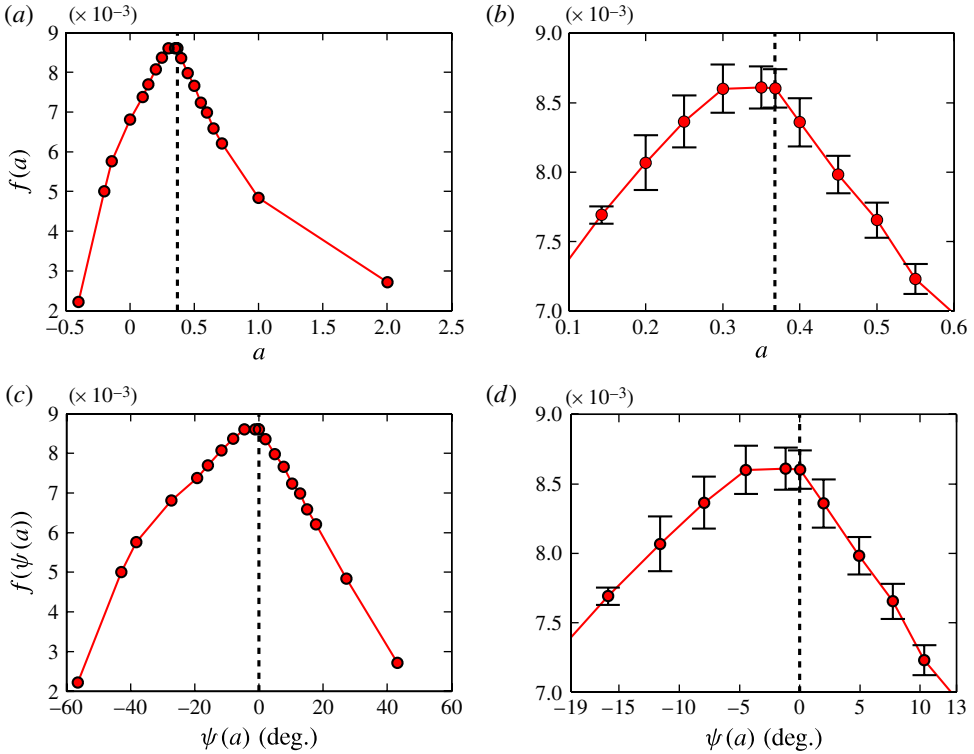 (a)
(× 10⁻³)
9
8
7
6
5
4
3
2
f(a)
−0.5 0 0.5 1.0 1.5 2.0 2.5
a
(b)
(× 10⁻³)
9.0
8.5
8.0
7.5
7.0
0.1 0.2 0.3 0.4 0.5 0.6
a
(c)
(× 10⁻³)
9
8
7
6
5
4
3
2
f(ψ(a))
−60 −40 −20 0 20 40 60
ψ(a) (deg.)
(d)
(× 10⁻³)
9.0
8.5
8.0
7.5
7.0
−19 −15 −10 −5 0 5 10 13
ψ(a) (deg.)